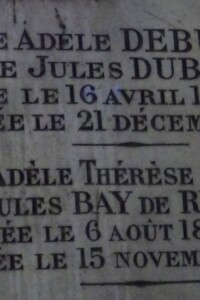 E ADÈLE DEBU
E JULES DUB
E LE 16 AVRIL 1
ÉE LE 21 DÉCEM
ADÈLE THÉRÈSE
ULES BAY DE R
ÉE LE 6 AOÛT 18
ÉE LE 15 NOVEM